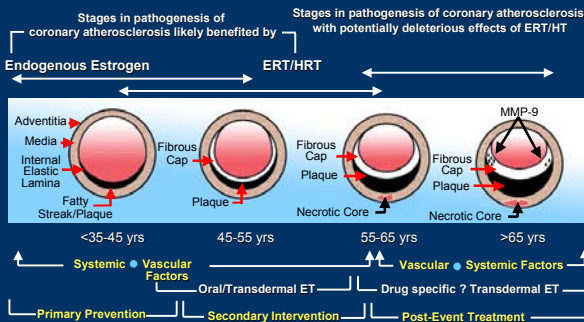 Stages in pathogenesis of
coronary atherosclerosis likely benefited by
Stages in pathogenesis of coronary atherosclerosis
with potentially deleterious effects of ERT/HT
Endogenous Estrogen
ERT/HRT
Adventitia
Media
Internal
Elastic
Lamina
Fatty
Streak/Plaque
Fibrous
Cap
Plaque
Fibrous
Cap
Plaque
Necrotic Core
MMP-9
Fibrous
Cap
Plaque
Necrotic Core
<35-45 yrs
45-55 yrs
55-65 yrs
>65 yrs
Systemic • Vascular
Factors
Vascular • Systemic Factors
Oral/Transdermal ET
Drug specific ? Transdermal ET
Primary Prevention
Secondary Intervention
Post-Event Treatment